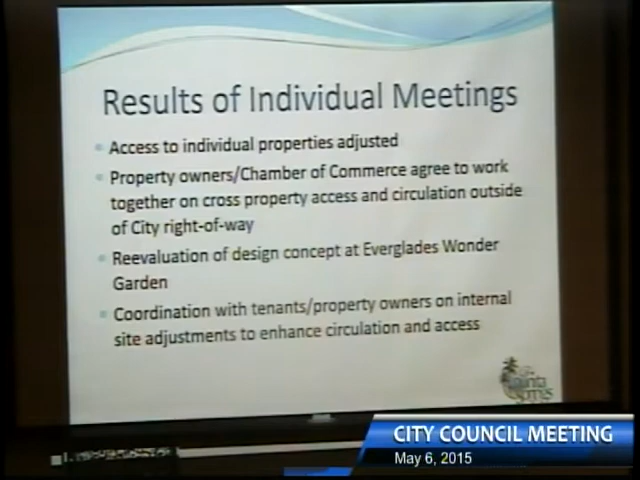 Results of Individual Meetings
Access to individual properties adjusted
Property owners/Chamber of Commerce agree to work
together on cross property access and circulation outside
of City right-of-way
Reevaluation of design concept at Everglades Wonder
Garden
Coordination with tenants/property owners on internal
site adjustments to enhance circulation and access
Springs
CITY COUNCIL MEETING
May 6, 2015